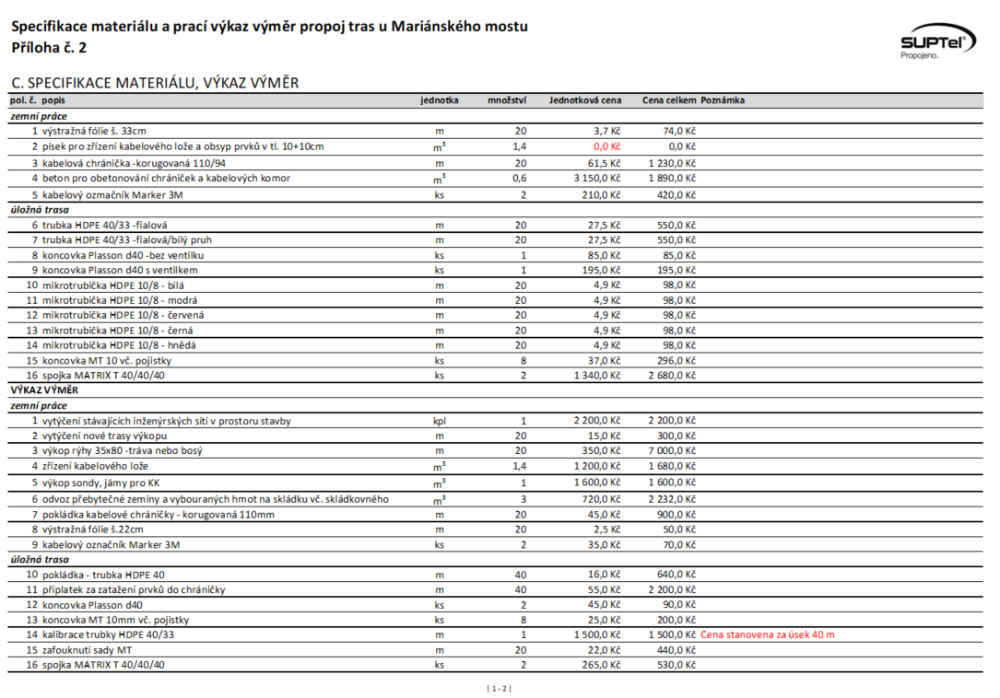 Specifikace materiálu a prací výkaz výměr propoj tras u Mariánského mostu
Příloha č. 2
SUPTel®
Propojeno.
C. SPECIFIKACE MATERIÁLU, VÝKAZ VÝMĚR
pol. č. popis jednotka množství Jednotková cena Cena celkem Poznámka
zemní práce
1 výstražná fólie š. 33cm m 20 3,7 Kč 74,0 Kč
2 písek pro zřízení kabelového lože a obsyp prvků v tl. 10+10cm m³ 1,4 0,0 Kč 0,0 Kč
3 kabelová chránička -korugovaná 110/94 m 20 61,5 Kč 1 230,0 Kč
4 beton pro obetonování chrániček a kabelových komor m³ 0,6 3 150,0 Kč 1 890,0 Kč
5 kabelový ozmačník Marker 3M ks 2 210,0 Kč 420,0 Kč
úložná trasa
6 trubka HDPE 40/33 -fialová m 20 27,5 Kč 550,0 Kč
7 trubka HDPE 40/33 -fialová/bílý pruh m 20 27,5 Kč 550,0 Kč
8 koncovka Plasson d40 -bez ventilku ks 1 85,0 Kč 85,0 Kč
9 koncovka Plasson d40 s ventilkem ks 1 195,0 Kč 195,0 Kč
10 mikrotrubička HDPE 10/8 - bílá m 20 4,9 Kč 98,0 Kč
11 mikrotrubička HDPE 10/8 - modrá m 20 4,9 Kč 98,0 Kč
12 mikrotrubička HDPE 10/8 - červená m 20 4,9 Kč 98,0 Kč
13 mikrotrubička HDPE 10/8 - černá m 20 4,9 Kč 98,0 Kč
14 mikrotrubička HDPE 10/8 - hnědá m 20 4,9 Kč 98,0 Kč
15 koncovka MT 10 vč. pojistky ks 8 37,0 Kč 296,0 Kč
16 spojka MATRIX T 40/40/40 ks 2 1 340,0 Kč 2 680,0 Kč
VÝKAZ VÝMĚR
zemní práce
1 vytýčení stávajících inženýrských sítí v prostoru stavby kpl 1 2 200,0 Kč 2 200,0 Kč
2 vytýčení nové trasy výkopu m 20 15,0 Kč 300,0 Kč
3 výkop rýhy 35x80 -tráva nebo bosý m 20 350,0 Kč 7 000,0 Kč
4 zřízení kabelového lože m³ 1,4 1 200,0 Kč 1 680,0 Kč
5 výkop sondy, jámy pro KK m³ 1 1 600,0 Kč 1 600,0 Kč
6 odvoz přebytečné zeminy a vybouraných hmot na skládku vč. skládkovného m³ 3 720,0 Kč 2 232,0 Kč
7 pokládka kabelové chráničky - korugovaná 110mm m 20 45,0 Kč 900,0 Kč
8 výstražná fólie š.22cm m 20 2,5 Kč 50,0 Kč
9 kabelový označník Marker 3M ks 2 35,0 Kč 70,0 Kč
úložná trasa
10 pokládka - trubka HDPE 40 m 40 16,0 Kč 640,0 Kč
11 příplatek za zatažení prvků do chráničky m 40 55,0 Kč 2 200,0 Kč
12 koncovka Plasson d40 ks 2 45,0 Kč 90,0 Kč
13 koncovka MT 10mm vč. pojistky ks 8 25,0 Kč 200,0 Kč
14 kalibrace trubky HDPE 40/33 m 1 1 500,0 Kč 1 500,0 Kč Cena stanovena za úsek 40 m
15 zafouknutí sady MT m 20 22,0 Kč 440,0 Kč
16 spojka MATRIX T 40/40/40 ks 2 265,0 Kč 530,0 Kč
| 1 - 2 |